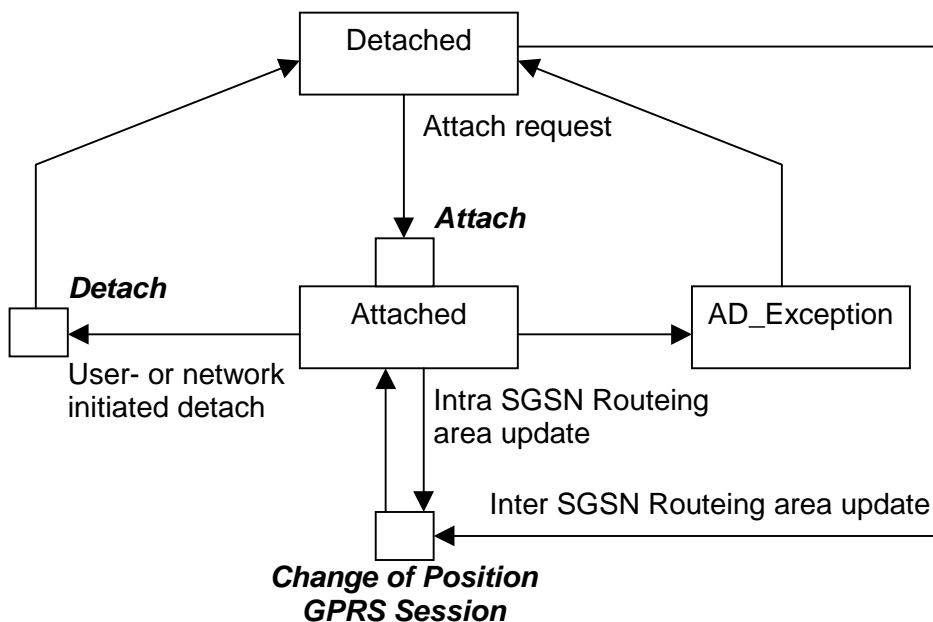 Detached
Attach request
Attach
Detach
Attached
AD_Exception
User- or network
initiated detach
Intra SGSN Routeing
area update
Inter SGSN Routeing area update
Change of Position
GPRS Session